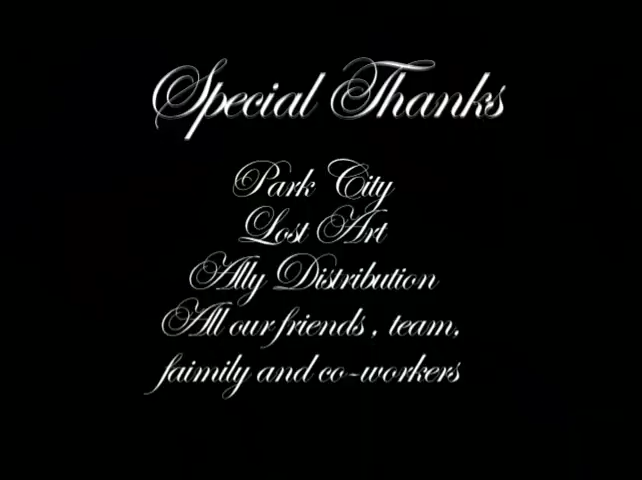 Special Thanks
Park City
Lost Art
Ally Distribution
All our friends , team,
faimily and co-workers